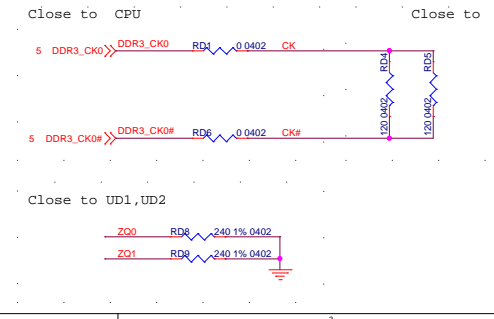 Close to CPU
Close to
5 DDR3_CK0 DDR3_CK0 RD1 0 0402 CK
RD4 120 0402
RD5 120 0402
5 DDR3_CK0# DDR3_CK0# RD6 0 0402 CK#
Close to UD1,UD2
ZQ0 RD8 240 1% 0402
ZQ1 RD9 240 1% 0402